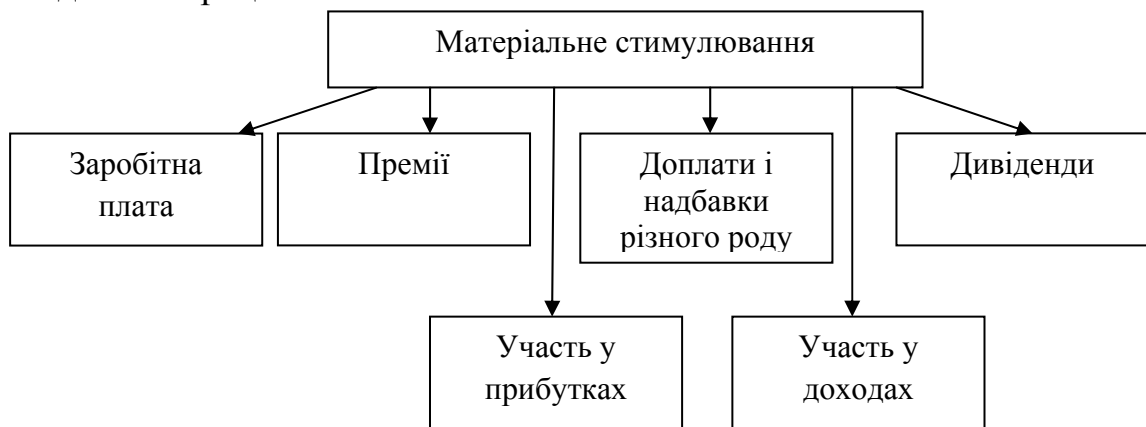 Матеріальне стимулювання
Заробітна
плата
Премії
Доплати і
надбавки
різного роду
Дивіденди
Участь у
прибутках
Участь у
доходах